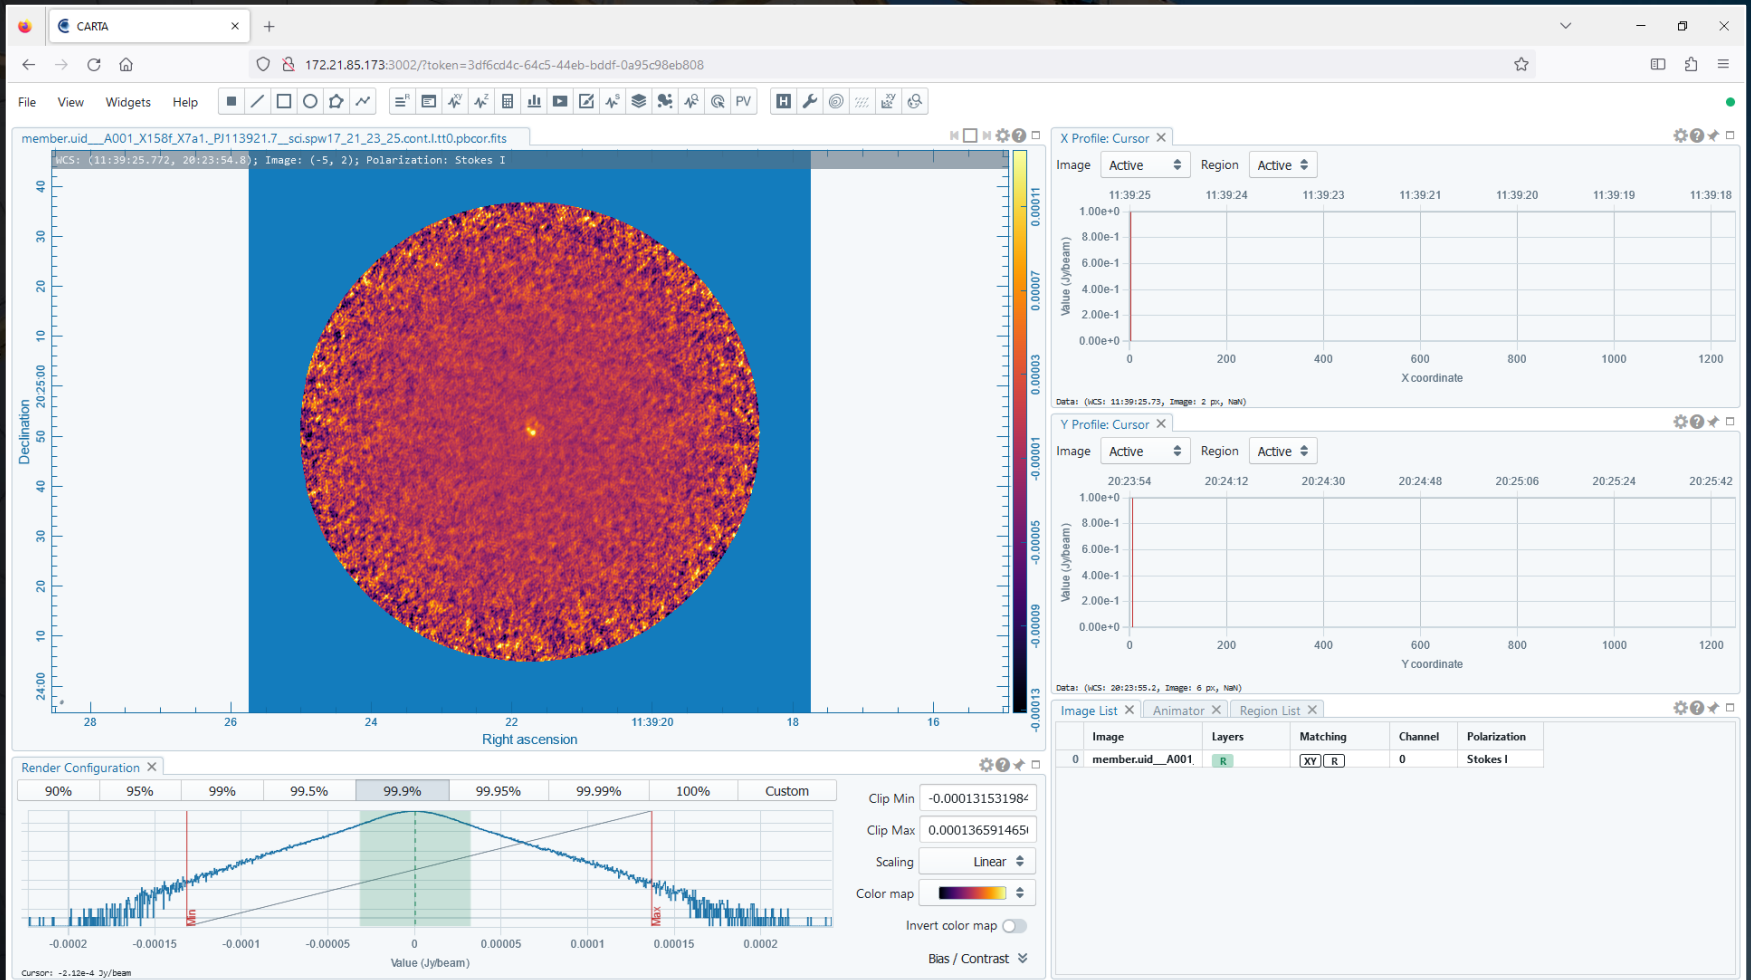 CARTA
172.21.85.173:3002/?token=3df6cd4c-64c5-44eb-bddf-0a95c98eb808
File View Widgets Help
PV
member.uid___A001_X158f_X7a1._PJ113921.7__sci.spw17_21_23_25.cont.I.tt0.pbcor.fits
WCS: (11:39:25.772, 20:23:54.8); Image: (-5, 2); Polarization: Stokes I
Declination
40
30
20
10
20:25:00
50
40
30
20
10
24:00
28 26 24 22 11:39:20 18 16
Right ascension
0.00011
0.00007
0.00003
-0.00001
-0.00005
-0.00009
-0.00013
X Profile: Cursor
Image Active Region Active
11:39:25 11:39:24 11:39:23 11:39:21 11:39:20 11:39:19 11:39:18
Value (Jy/beam)
1.00e+0
8.00e-1
6.00e-1
4.00e-1
2.00e-1
0.00e+0
0 200 400 600 800 1000 1200
X coordinate
Data: (WCS: 11:39:25.73, Image: 2 px, NaN)
Y Profile: Cursor
Image Active Region Active
20:23:54 20:24:12 20:24:30 20:24:48 20:25:06 20:25:24 20:25:42
Value (Jy/beam)
1.00e+0
8.00e-1
6.00e-1
4.00e-1
2.00e-1
0.00e+0
0 200 400 600 800 1000 1200
Y coordinate
Data: (WCS: 20:23:55.2, Image: 6 px, NaN)
Image List Animator Region List
Image Layers Matching Channel Polarization
0 member.uid___A001_ R XY R 0 Stokes I
Render Configuration
90% 95% 99% 99.5% 99.9% 99.95% 99.99% 100% Custom
Min
Max
-0.0002 -0.00015 -0.0001 -0.00005 0 0.00005 0.0001 0.00015 0.0002
Value (Jy/beam)
Cursor: -2.12e-4 Jy/beam
Clip Min -0.000131531984
Clip Max 0.000136591465
Scaling Linear
Color map
Invert color map
Bias / Contrast